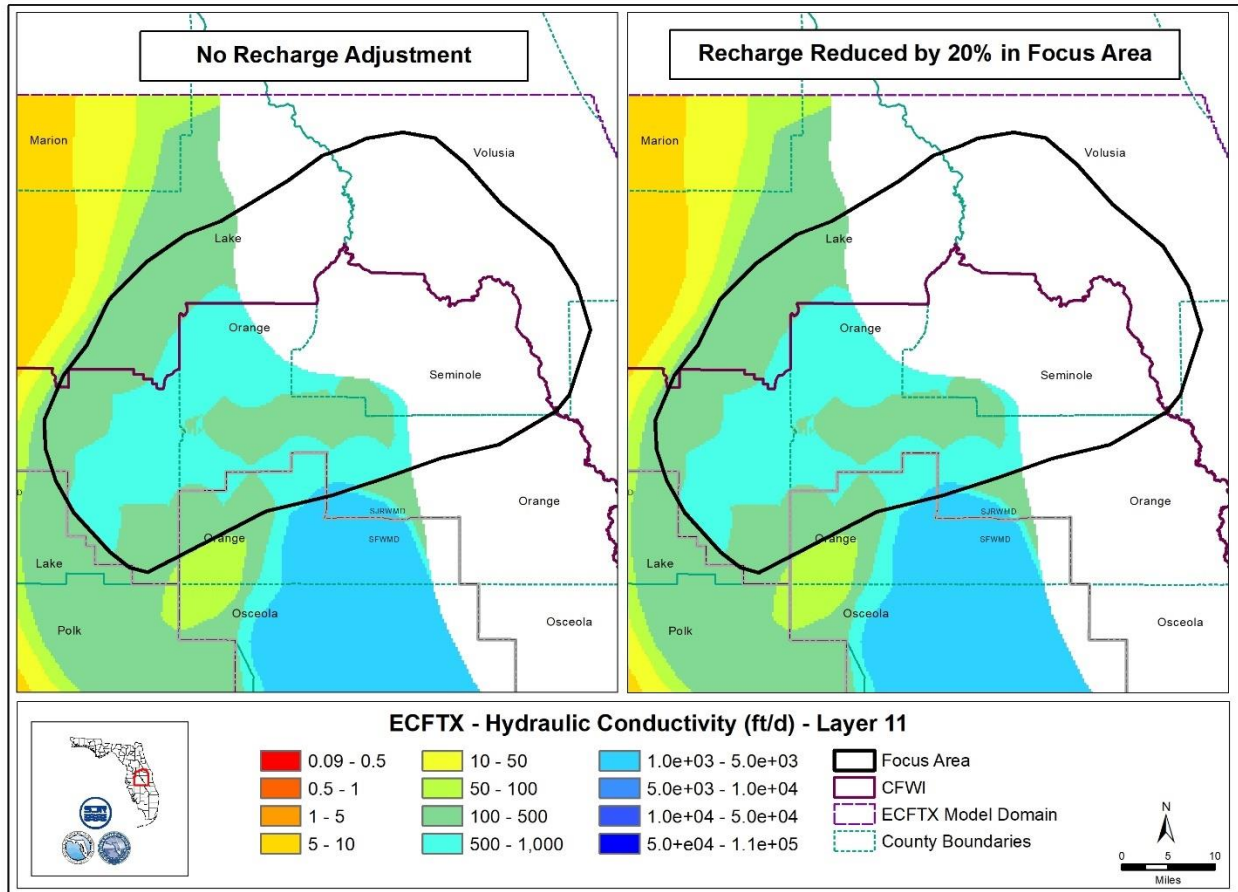 No Recharge Adjustment
Marion
Volusia
Lake
Orange
Seminole
Orange
SJRWMD
SFWMD
Orange
Lake
Osceola
Osceola
Polk
Recharge Reduced by 20% in Focus Area
Marion
Volusia
Lake
Orange
Seminole
Orange
SJRWMD
SFWMD
Orange
Lake
Osceola
Osceola
Polk
ECFTX - Hydraulic Conductivity (ft/d) - Layer 11
0.09 - 0.5
0.5 - 1
1 - 5
5 - 10
10 - 50
50 - 100
100 - 500
500 - 1,000
1.0e+03 - 5.0e+03
5.0e+03 - 1.0e+04
1.0e+04 - 5.0e+04
5.0+e04 - 1.1e+05
Focus Area
CFWI
ECFTX Model Domain
County Boundaries
N
0 5 10
Miles